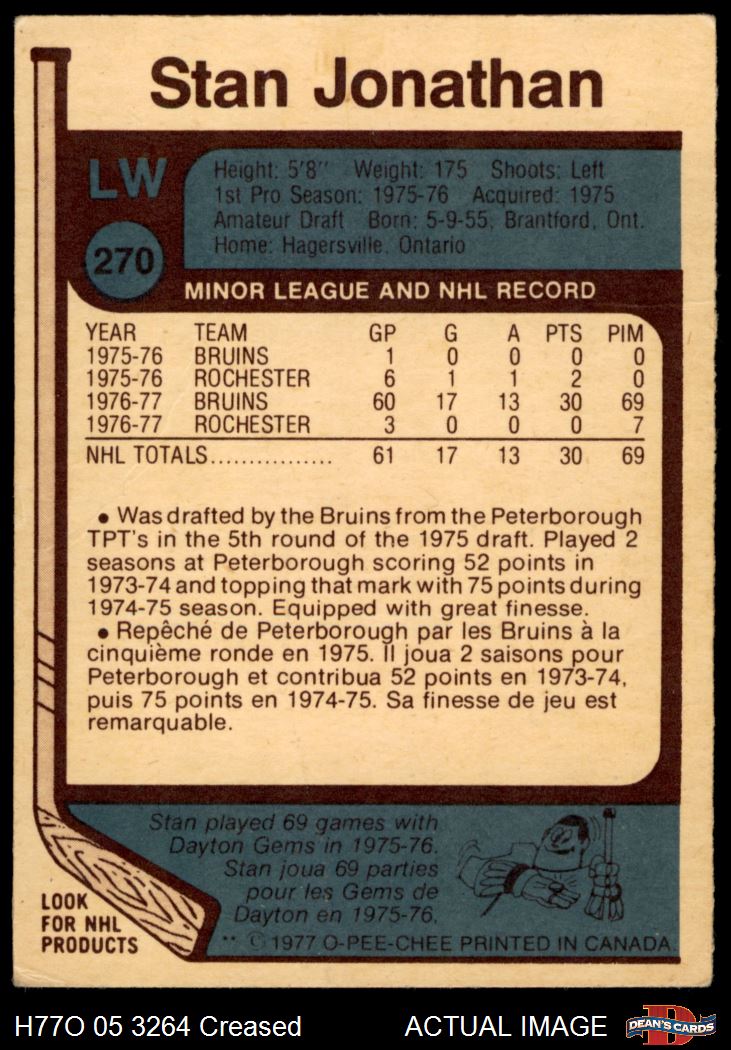 Stan Jonathan
LW
270
Height: 5'8'' Weight: 175 Shoots: Left
1st Pro Season: 1975-76 Acquired: 1975
Amateur Draft Born: 5-9-55, Brantford, Ont.
Home: Hagersville, Ontario
MINOR LEAGUE AND NHL RECORD
YEAR TEAM GP G A PTS PIM
1975-76 BRUINS 1 0 0 0 0
1975-76 ROCHESTER 6 1 1 2 0
1976-77 BRUINS 60 17 13 30 69
1976-77 ROCHESTER 3 0 0 0 7
NHL TOTALS................ 61 17 13 30 69
• Was drafted by the Bruins from the Peterborough
TPT's in the 5th round of the 1975 draft. Played 2
seasons at Peterborough scoring 52 points in
1973-74 and topping that mark with 75 points during
1974-75 season. Equipped with great finesse.
• Repêché de Peterborough par les Bruins à la
cinquième ronde en 1975. Il joua 2 saisons pour
Peterborough et contribua 52 points en 1973-74,
puis 75 points en 1974-75. Sa finesse de jeu est
remarquable.
Stan played 69 games with
Dayton Gems in 1975-76.
Stan joua 69 parties
pour les Gems de
Dayton en 1975-76.
LOOK
FOR NHL
PRODUCTS
** © 1977 O-PEE-CHEE PRINTED IN CANADA.
H77O 05 3264 Creased ACTUAL IMAGE
DEAN'S CARDS